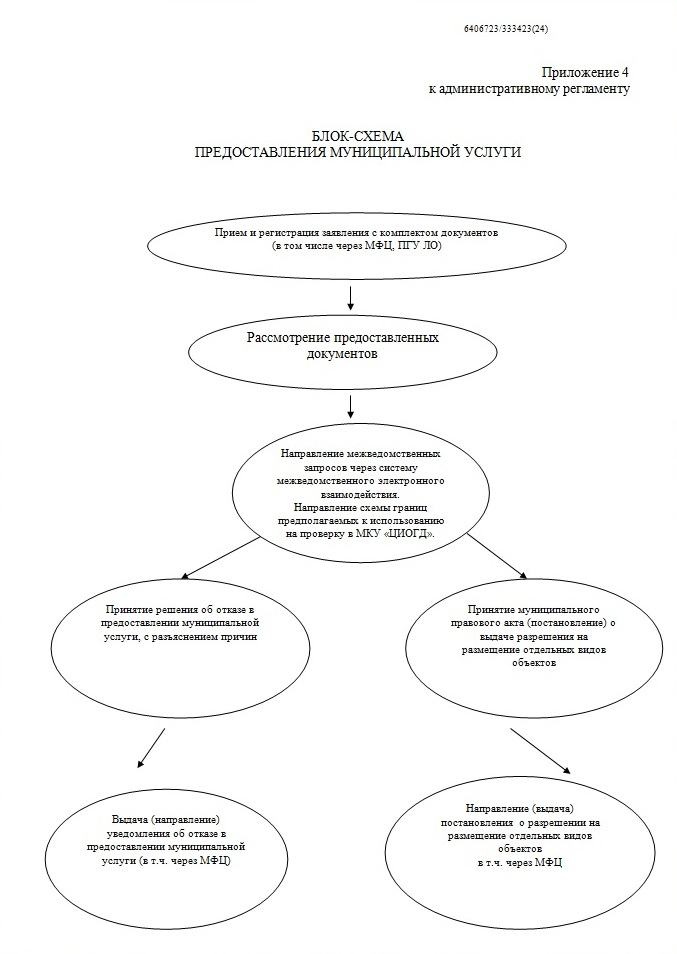 6406723/333423(24)
Приложение 4
к административному регламенту
БЛОК-СХЕМА
ПРЕДОСТАВЛЕНИЯ МУНИЦИПАЛЬНОЙ УСЛУГИ
Прием и регистрация заявления с комплектом документов
(в том числе через МФЦ, ПГУ ЛО)
Рассмотрение предоставленных
документов
Направление межведомственных
запросов через систему
межведомственного электронного
взаимодействия.
Направление схемы границ
предполагаемых к использованию
на проверку в МКУ «ЦИОГД».
Принятие решения об отказе в
предоставлении муниципальной
услуги, с разъяснением причин
Принятие муниципального
правового акта (постановление) о
выдаче разрешения на
размещение отдельных видов
объектов
Выдача (направление)
уведомления об отказе в
предоставлении муниципальной
услуги (в т.ч. через МФЦ)
Направление (выдача)
постановления о разрешении на
размещение отдельных видов
объектов
в т.ч. через МФЦ